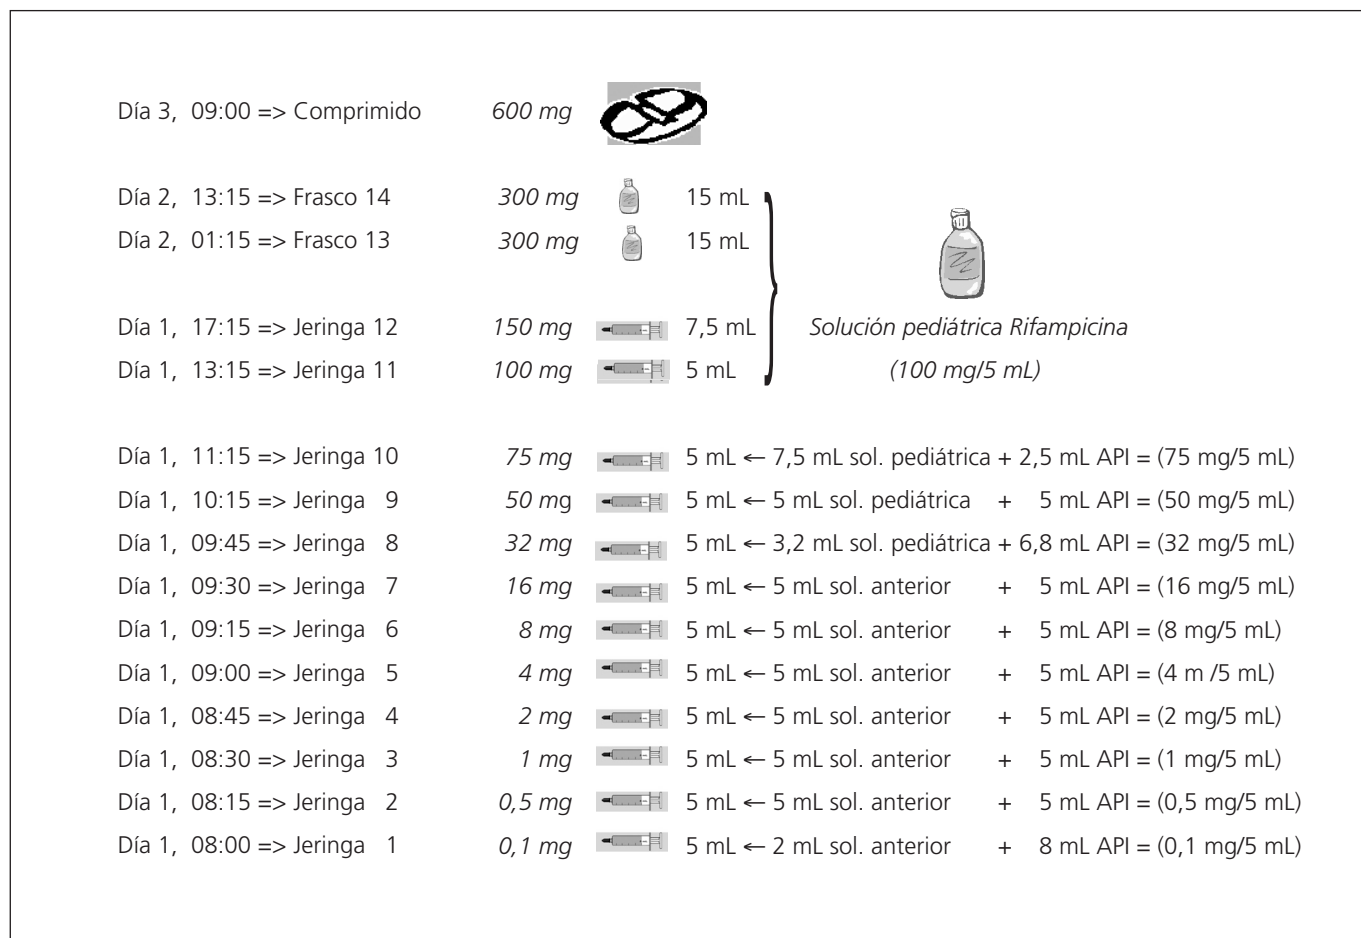 Día 3, 09:00 => Comprimido 600 mg
Día 2, 13:15 => Frasco 14 300 mg 15 mL
Día 2, 01:15 => Frasco 13 300 mg 15 mL
Día 1, 17:15 => Jeringa 12 150 mg 7,5 mL Solución pediátrica Rifampicina
Día 1, 13:15 => Jeringa 11 100 mg 5 mL (100 mg/5 mL)
Día 1, 11:15 => Jeringa 10 75 mg 5 mL ← 7,5 mL sol. pediátrica + 2,5 mL API = (75 mg/5 mL)
Día 1, 10:15 => Jeringa 9 50 mg 5 mL ← 5 mL sol. pediátrica + 5 mL API = (50 mg/5 mL)
Día 1, 09:45 => Jeringa 8 32 mg 5 mL ← 3,2 mL sol. pediátrica + 6,8 mL API = (32 mg/5 mL)
Día 1, 09:30 => Jeringa 7 16 mg 5 mL ← 5 mL sol. anterior + 5 mL API = (16 mg/5 mL)
Día 1, 09:15 => Jeringa 6 8 mg 5 mL ← 5 mL sol. anterior + 5 mL API = (8 mg/5 mL)
Día 1, 09:00 => Jeringa 5 4 mg 5 mL ← 5 mL sol. anterior + 5 mL API = (4 m /5 mL)
Día 1, 08:45 => Jeringa 4 2 mg 5 mL ← 5 mL sol. anterior + 5 mL API = (2 mg/5 mL)
Día 1, 08:30 => Jeringa 3 1 mg 5 mL ← 5 mL sol. anterior + 5 mL API = (1 mg/5 mL)
Día 1, 08:15 => Jeringa 2 0,5 mg 5 mL ← 5 mL sol. anterior + 5 mL API = (0,5 mg/5 mL)
Día 1, 08:00 => Jeringa 1 0,1 mg 5 mL ← 2 mL sol. anterior + 8 mL API = (0,1 mg/5 mL)